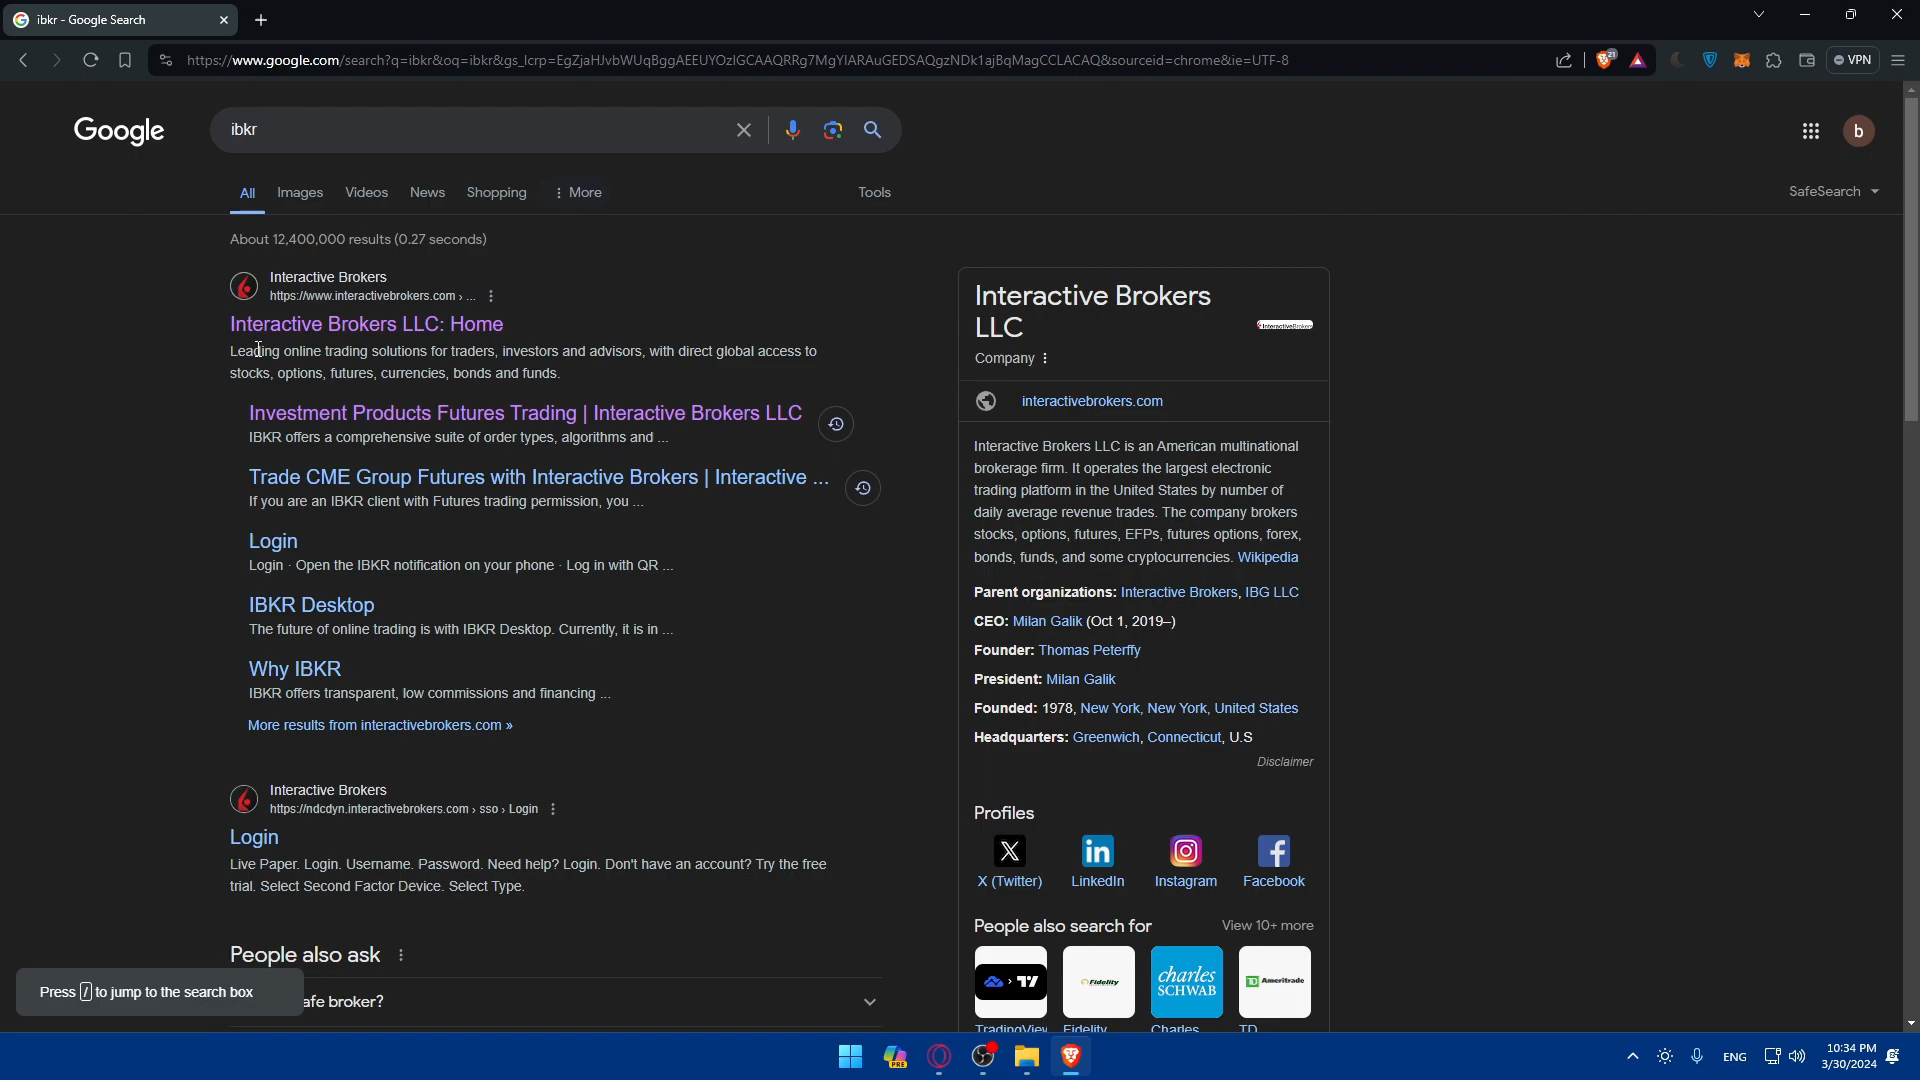 ibkr - Google Search
https://www.google.com/search?q=ibkr&oq=ibkr&gs_lcrp=EgZjaHJvbWUqBggAEEUYOzIGCAAQRRg7MgYIARAuGEDSAQgzNDk1ajBqMagCCLACAQ&sourceid=chrome&ie=UTF-8
21
VPN
Google
ibkr
b
All Images Videos News Shopping More Tools
SafeSearch
About 12,400,000 results (0.27 seconds)
Interactive Brokers
https://www.interactivebrokers.com › ...
Interactive Brokers LLC: Home
Leading online trading solutions for traders, investors and advisors, with direct global access to
stocks, options, futures, currencies, bonds and funds.
Investment Products Futures Trading | Interactive Brokers LLC
IBKR offers a comprehensive suite of order types, algorithms and ...
Trade CME Group Futures with Interactive Brokers | Interactive ...
If you are an IBKR client with Futures trading permission, you ...
Login
Login · Open the IBKR notification on your phone · Log in with QR ...
IBKR Desktop
The future of online trading is with IBKR Desktop. Currently, it is in ...
Why IBKR
IBKR offers transparent, low commissions and financing ...
More results from interactivebrokers.com »
Interactive Brokers
https://ndcdyn.interactivebrokers.com › sso › Login
Login
Live Paper. Login. Username. Password. Need help? Login. Don't have an account? Try the free
trial. Select Second Factor Device. Select Type.
People also ask
afe broker?
Press / to jump to the search box
Interactive Brokers
LLC
InteractiveBrokers
Company
interactivebrokers.com
Interactive Brokers LLC is an American multinational
brokerage firm. It operates the largest electronic
trading platform in the United States by number of
daily average revenue trades. The company brokers
stocks, options, futures, EFPs, futures options, forex,
bonds, funds, and some cryptocurrencies. Wikipedia
Parent organizations: Interactive Brokers, IBG LLC
CEO: Milan Galik (Oct 1, 2019–)
Founder: Thomas Peterffy
President: Milan Galik
Founded: 1978, New York, New York, United States
Headquarters: Greenwich, Connecticut, U.S
Disclaimer
Profiles
X (Twitter) LinkedIn Instagram Facebook
People also search for
View 10+ more
Fidelity
charles SCHWAB
TD Ameritrade
TradingView Fidelity Charles TD
PRE
ENG
10:34 PM
3/30/2024